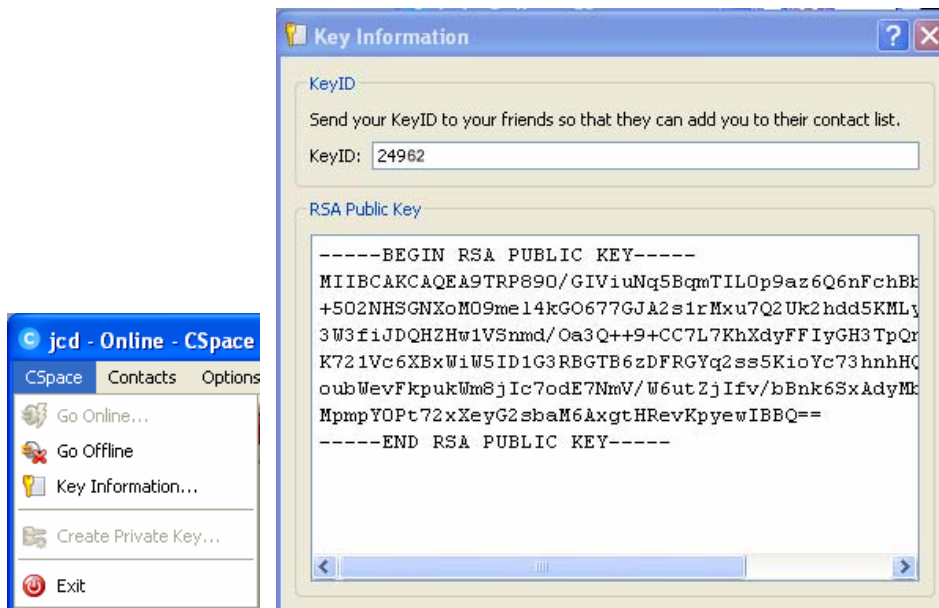 jcd - Online - CSpace
CSpace Contacts Options
Go Online...
Go Offline
Key Information...
Create Private Key...
Exit
Key Information
KeyID
Send your KeyID to your friends so that they can add you to their contact list.
KeyID: 24962
RSA Public Key
-----BEGIN RSA PUBLIC KEY-----
MIIBCAKCAQEA9TRP890/GIViuNq5BqmTILOp9az6Q6nFchBb
+502NHSGNXoMO9mel4kGO677GJA2s1rMxu7Q2Uk2hdd5KMLy
3W3fiJDQHZHw1VSnmd/Oa3Q++9+CC7L7KhXdyFFIyGH3TpQr
K721Vc6XBxWiW5ID1G3RBGTB6zDFRGYq2ss5KioYc73hnhHQ
oubWevFkpukWm8jIc7odE7NmV/W6utZjIfv/bBnk6SxAdyMb
MpmpYOPt72xXeyG2sbaM6AxgtHRevKpyewIBBQ==
-----END RSA PUBLIC KEY-----